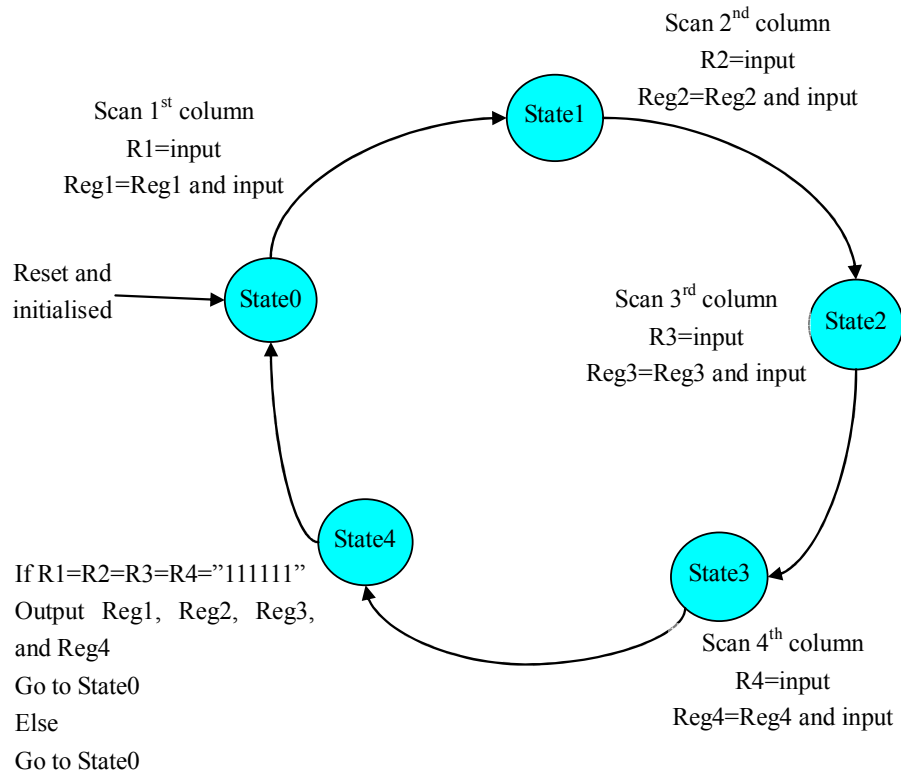 Scan 2nd column
R2=input
Reg2=Reg2 and input
State1
Scan 1st column
R1=input
Reg1=Reg1 and input
Reset and
initialised
State0
Scan 3rd column
R3=input
Reg3=Reg3 and input
State2
State4
State3
If R1=R2=R3=R4=”111111”
Output Reg1, Reg2, Reg3,
and Reg4
Go to State0
Else
Go to State0
Scan 4th column
R4=input
Reg4=Reg4 and input